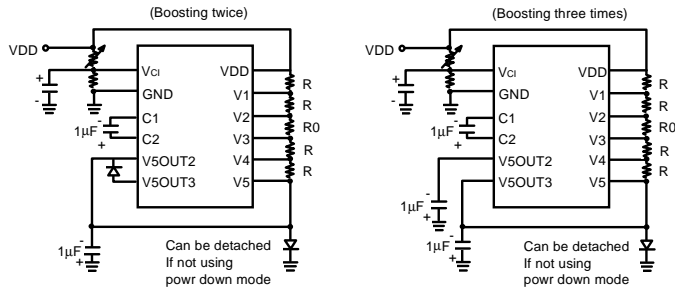 (Boosting twice)
VDD
+
-
VCI
GND
C1
C2
V5OUT2
V5OUT3
VDD
V1
V2
V3
V4
V5
R
R
R0
R
R
-
1µF
+
-
1µF
+
Can be detached
If not using
powr down mode
(Boosting three times)
VDD
+
-
VCI
GND
C1
C2
V5OUT2
V5OUT3
VDD
V1
V2
V3
V4
V5
R
R
R0
R
R
-
1µF
+
-
1µF
+
-
1µF
+
Can be detached
If not using
powr down mode